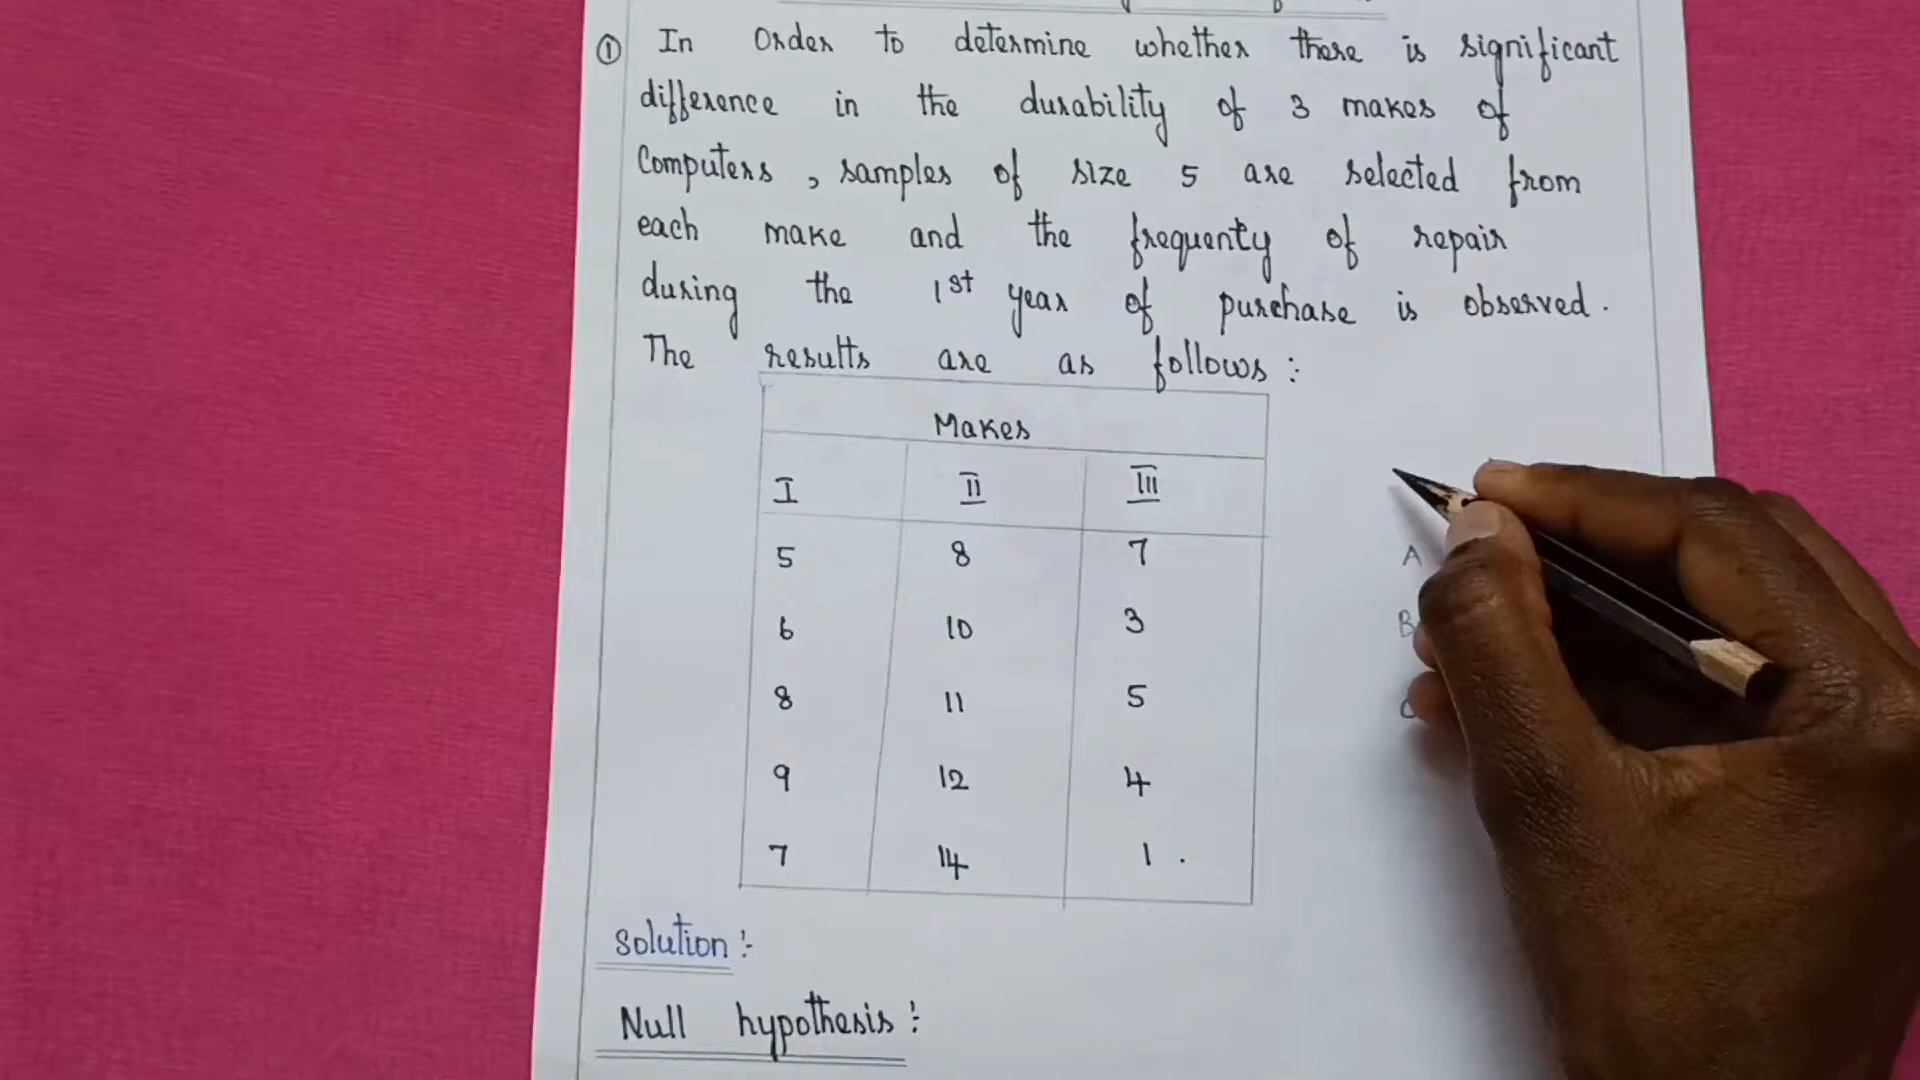 ① In order to determine whether there is significant
difference in the durability of 3 makes of
Computers, samples of size 5 are selected from
each make and the frequenty of repair
during the 1st year of purchase is observed.
The results are as follows:
Makes
I II III
5 8 7
6 10 3
8 11 5
9 12 4
7 14 1.
A
B
C
Solution:-
Null hypothesis: